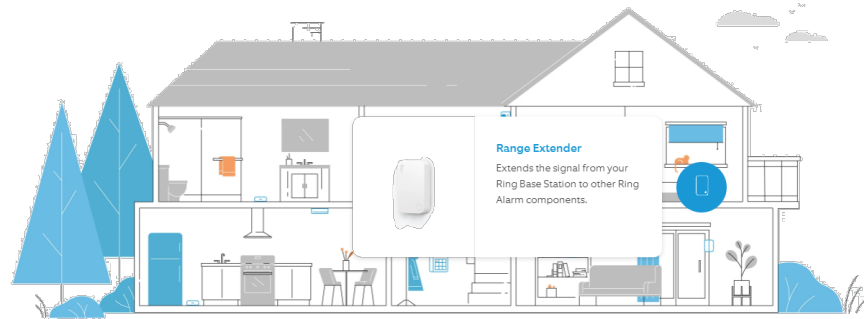 Range Extender
Extends the signal from your
Ring Base Station to other Ring
Alarm components.